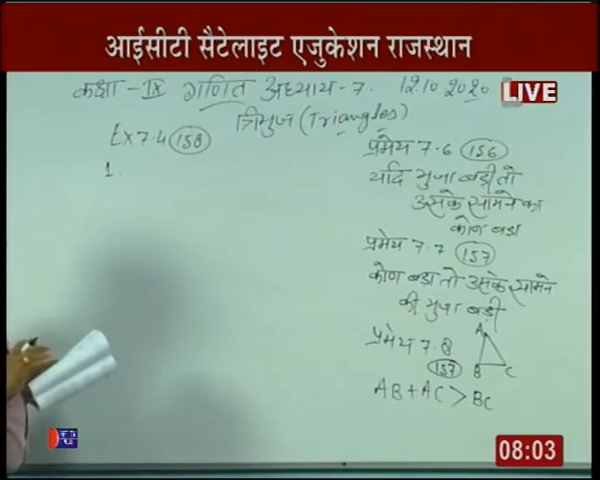 आईसीटी सैटेलाइट एजुकेशन राजस्थान
कक्षा - IX गणित अध्याय - 7. 12.10.2020
LIVE
त्रिभुज (Triangles)
Ex 7.4 (158)
1.
प्रमेय 7.6 (156)
यदि भुजा बड़ी तो
उसके सामने का
कोण बड़ा
प्रमेय 7.7 (157)
कोण बड़ा तो उसके सामने
की भुजा बड़ी
प्रमेय 7.8
(157)
A
B C
AB + AC > BC
08:03